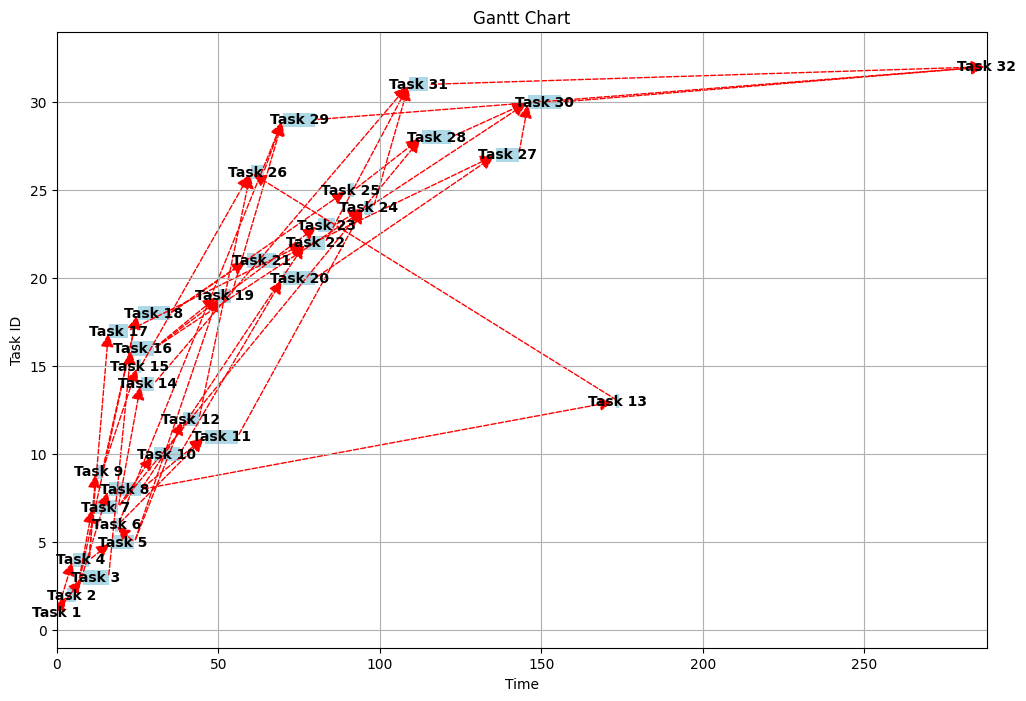 Gantt Chart
Task 32
Task 31
Task 30
Task 29
Task 28
Task 27
Task 26
Task 25
Task 24
Task 23
Task 22
Task 21
Task 20
Task 19
Task 18
Task 17
Task 16
Task 15
Task 14
Task 13
Task 12
Task 11
Task 10
Task 9
Task 8
Task 7
Task 6
Task 5
Task 4
Task 3
Task 2
Task 1
30
25
20
15
10
5
0
Task ID
0 50 100 150 200 250
Time